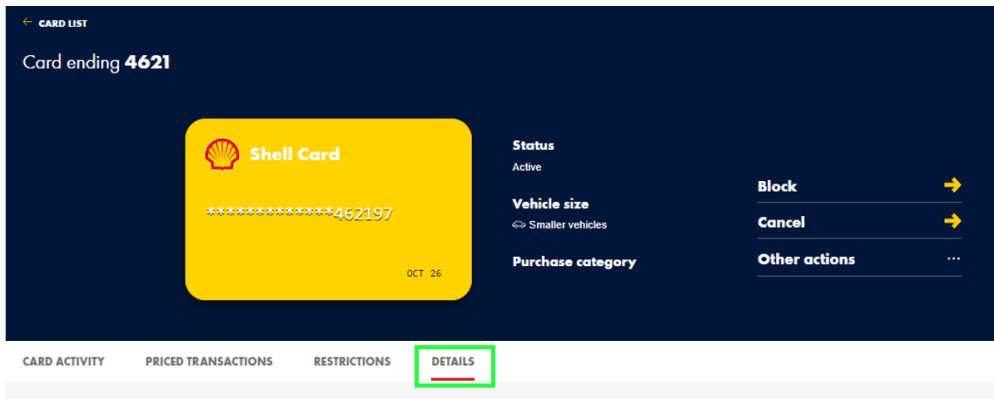 ← CARD LIST
Card ending 4621
Shell Card
*************462197
OCT 26
Status
Active
Vehicle size
Smaller vehicles
Purchase category
Block
Cancel
Other actions ...
CARD ACTIVITY PRICED TRANSACTIONS RESTRICTIONS DETAILS